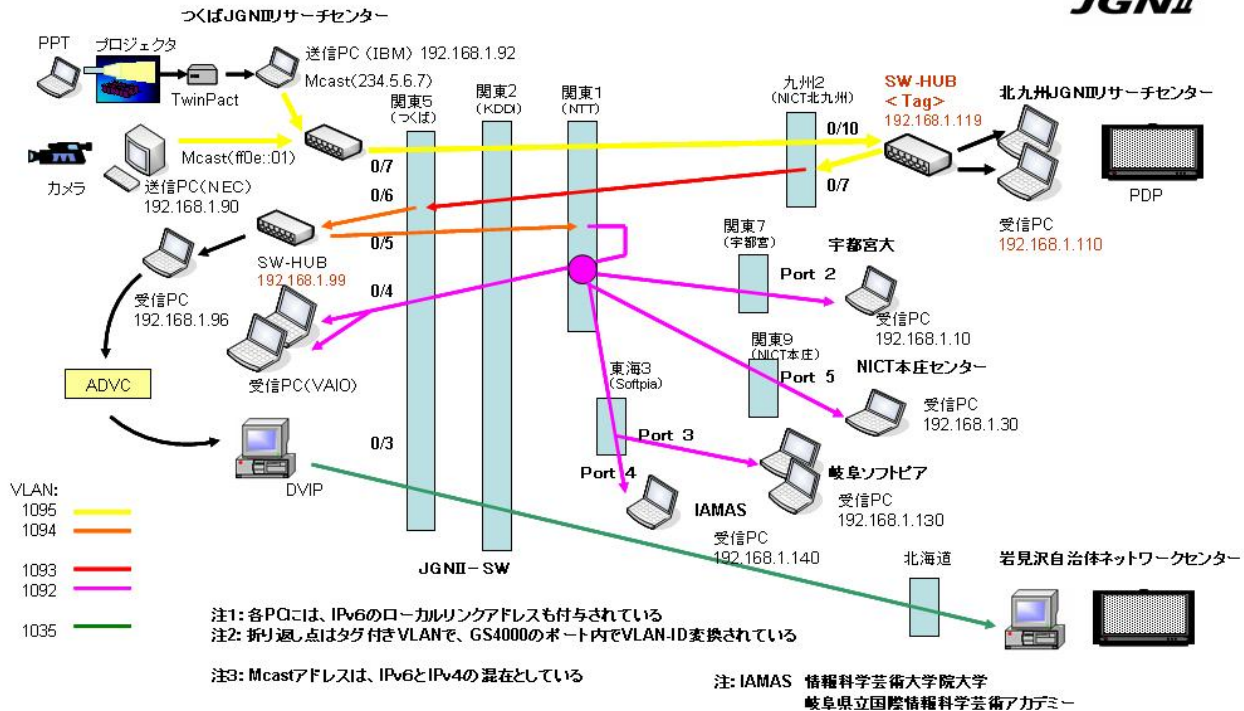 JGNⅡ
つくばJGNⅡリサーチセンター
PPT
プロジェクタ
TwinPact
送信PC (IBM) 192.168.1.92
Mcast(234.5.6.7)
カメラ
Mcast(ff0e::01)
送信PC(NEC)
192.168.1.90
関東5
(つくば)
関東2
(KDDI)
関東1
(NTT)
九州2
(NICT北九州)
SW-HUB
< Tag>
192.168.1.119
北九州JGNⅡリサーチセンター
0/10
0/7
0/7
0/6
0/5
0/4
0/3
PDP
受信PC
192.168.1.110
SW-HUB
192.168.1.99
受信PC
192.168.1.96
受信PC(VAIO)
ADVC
DVIP
関東7
(宇都宮)
Port 2
宇都宮大
受信PC
192.168.1.10
関東9
(NICT本庄)
Port 5
NICT本庄センター
受信PC
192.168.1.30
東海3
(Softpia)
Port 3
Port 4
岐阜ソフトピア
受信PC
192.168.1.130
IAMAS
受信PC
192.168.1.140
北海道
岩見沢自治体ネットワークセンター
JGNⅡ-SW
VLAN:
1095
1094
1093
1092
1035
注1: 各PCには、IPv6のローカルリンクアドレスも付与されている
注2: 折り返し点はタグ付きVLANで、GS4000のポート内でVLAN-ID変換されている
注3: Mcastアドレスは、IPv6とIPv4の混在としている
注: IAMAS 情報科学芸術大学院大学
岐阜県立国際情報科学芸術アカデミー